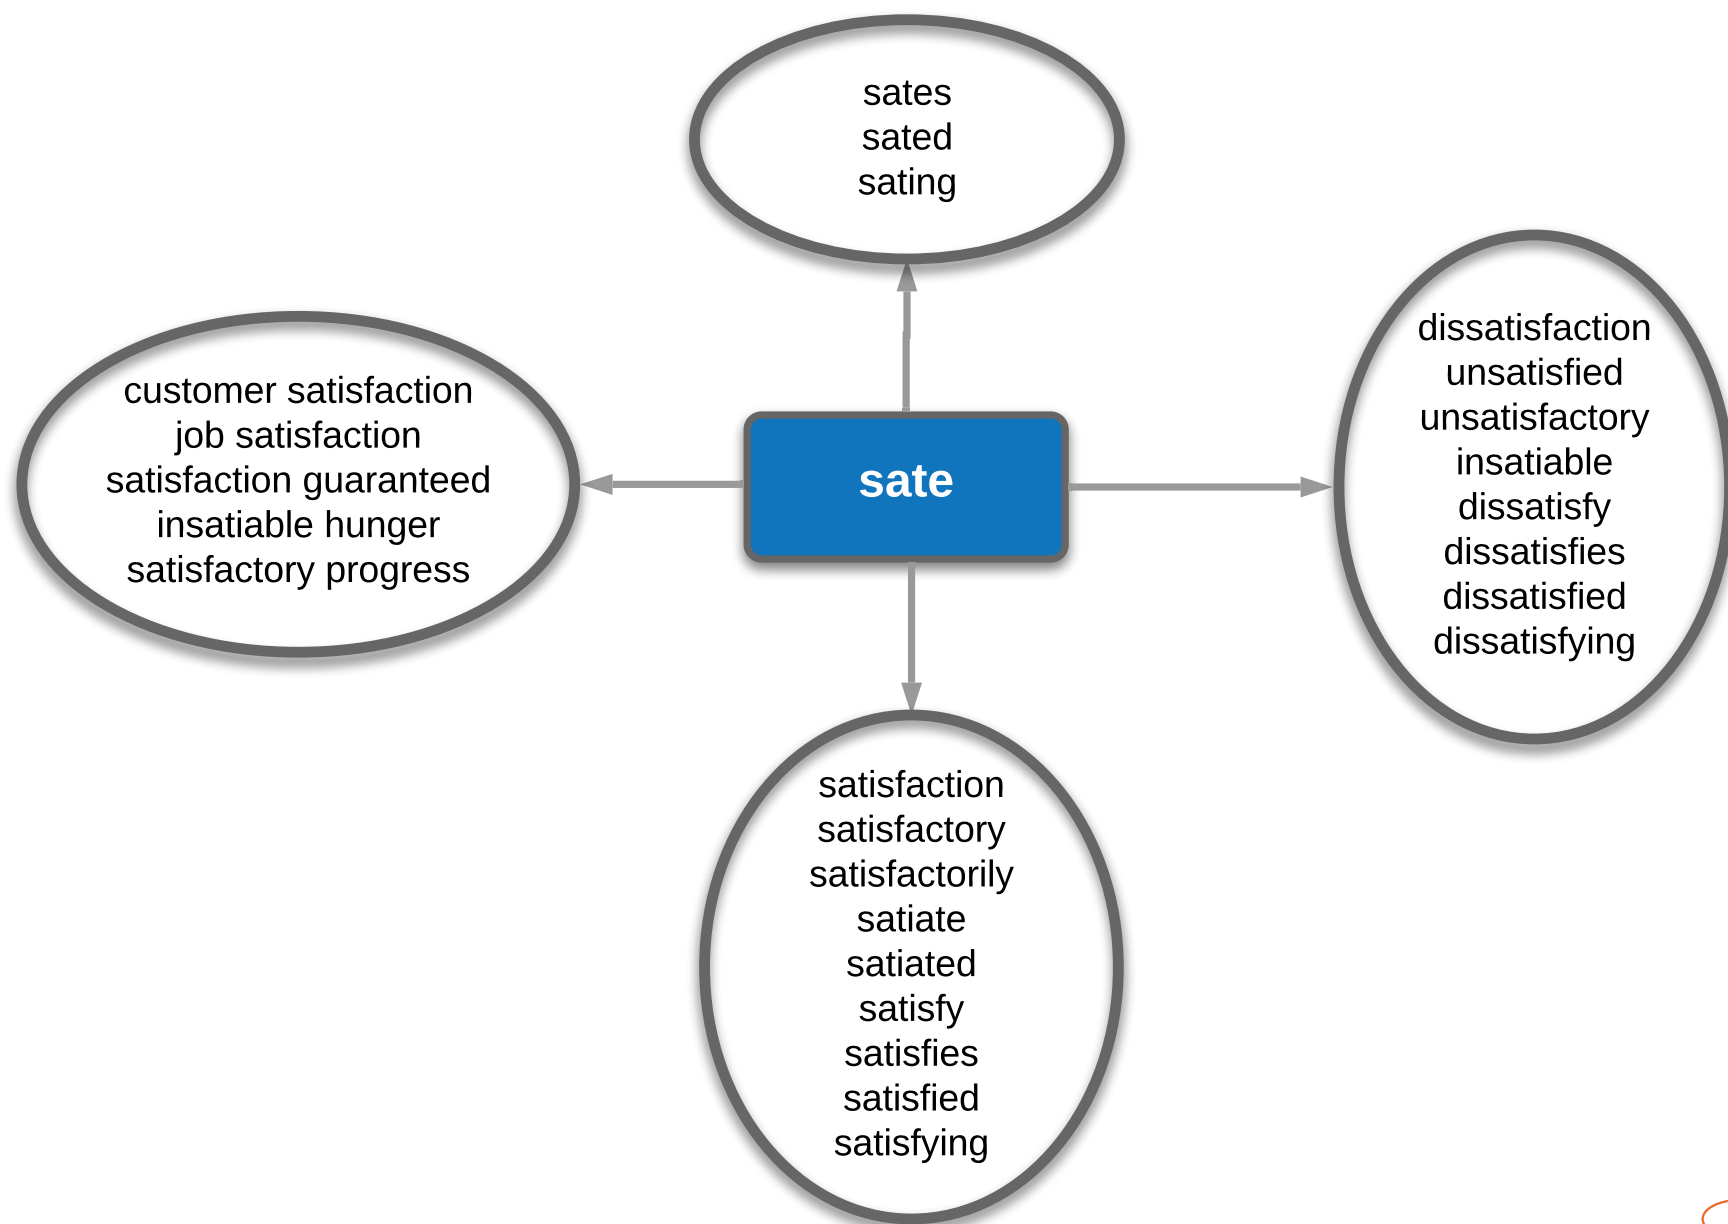 sates
sated
sating
customer satisfaction
job satisfaction
satisfaction guaranteed
insatiable hunger
satisfactory progress
sate
dissatisfaction
unsatisfied
unsatisfactory
insatiable
dissatisfy
dissatisfies
dissatisfied
dissatisfying
satisfaction
satisfactory
satisfactorily
satiate
satiated
satisfy
satisfies
satisfied
satisfying